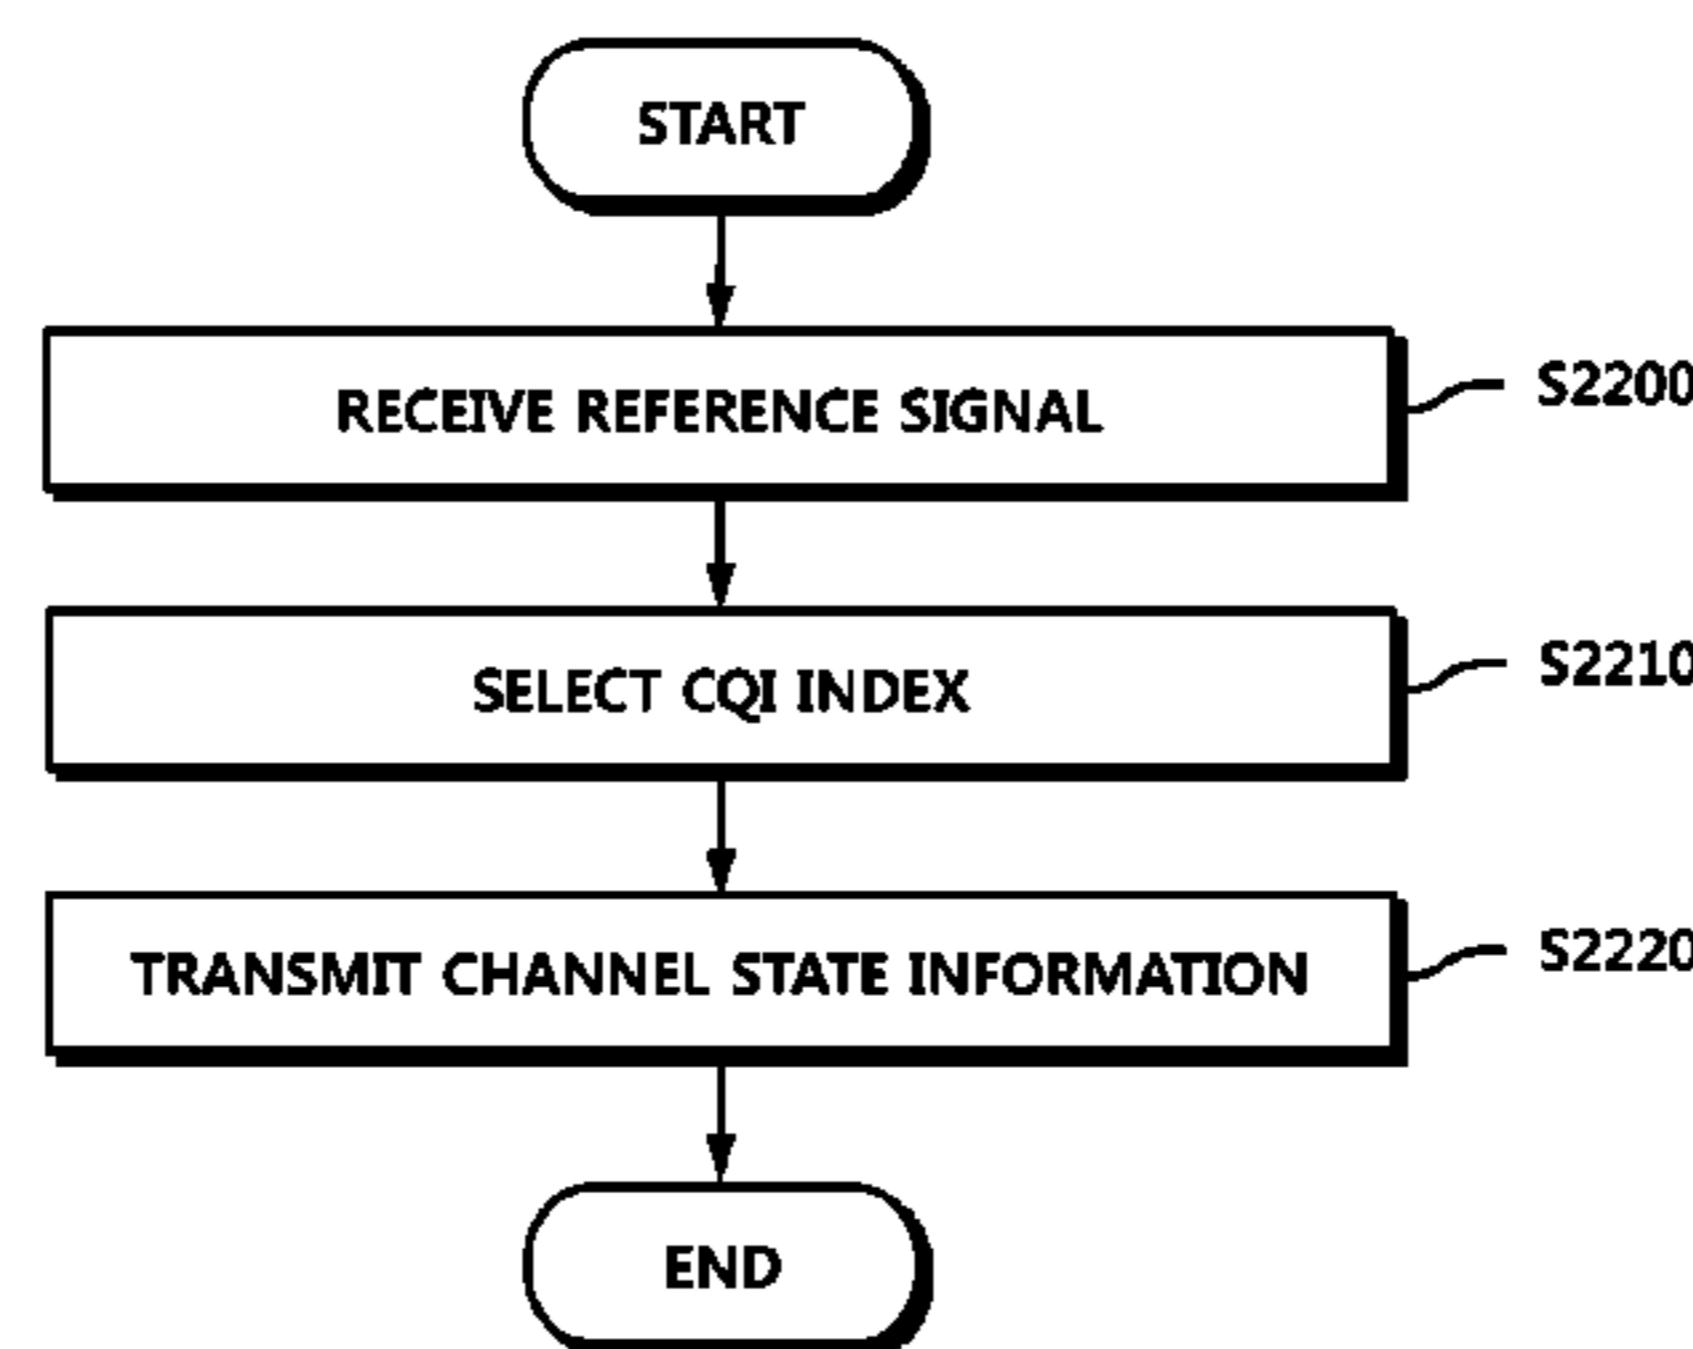 START
RECEIVE REFERENCE SIGNAL
S2200
SELECT CQI INDEX
S2210
TRANSMIT CHANNEL STATE INFORMATION
S2220
END